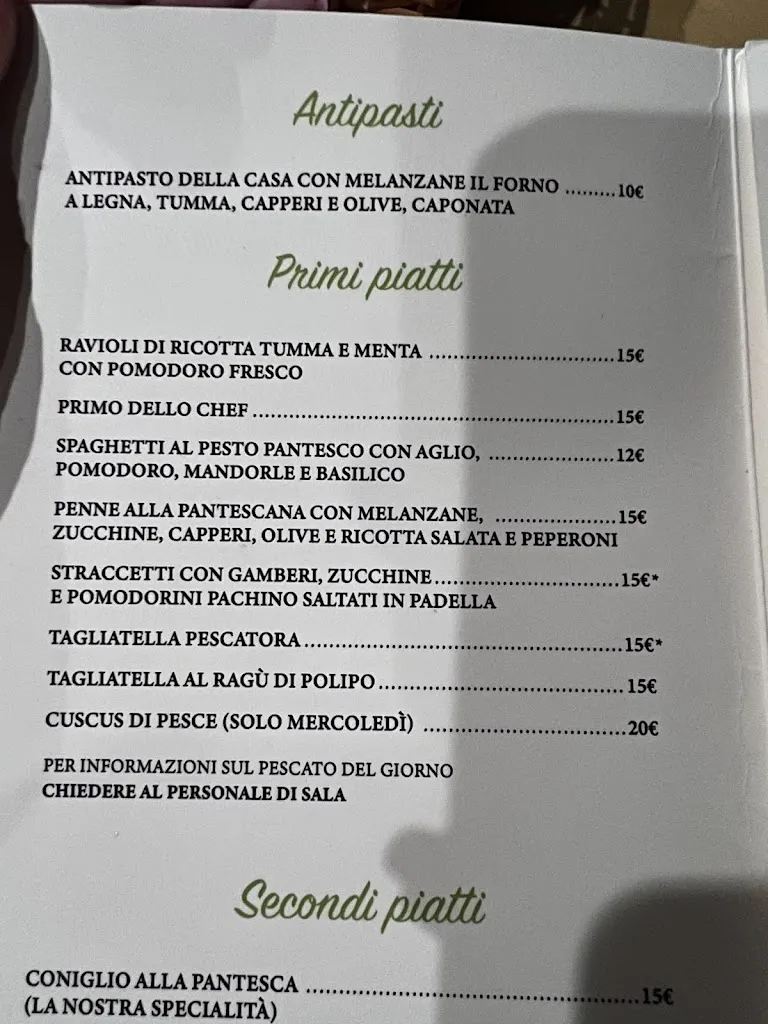 Antipasti
ANTIPASTO DELLA CASA CON MELANZANE IL FORNO .........10€
A LEGNA, TUMMA, CAPPERI E OLIVE, CAPONATA
Primi piatti
RAVIOLI DI RICOTTA TUMMA E MENTA ..............................15€
CON POMODORO FRESCO
PRIMO DELLO CHEF..........................................................15€
SPAGHETTI AL PESTO PANTESCO CON AGLIO, ....................12€
POMODORO, MANDORLE E BASILICO
PENNE ALLA PANTESCANA CON MELANZANE, ...................15€
ZUCCHINE, CAPPERI, OLIVE E RICOTTA SALATA E PEPERONI
STRACCETTI CON GAMBERI, ZUCCHINE.............................15€*
E POMODORINI PACHINO SALTATI IN PADELLA
TAGLIATELLA PESCATORA..................................................15€*
TAGLIATELLA AL RAGÙ DI POLIPO......................................15€
CUSCUS DI PESCE (SOLO MERCOLEDÌ) ................................20€
PER INFORMAZIONI SUL PESCATO DEL GIORNO
CHIEDERE AL PERSONALE DI SALA
Secondi piatti
CONIGLIO ALLA PANTESCA ..................................................15€
(LA NOSTRA SPECIALITÀ)